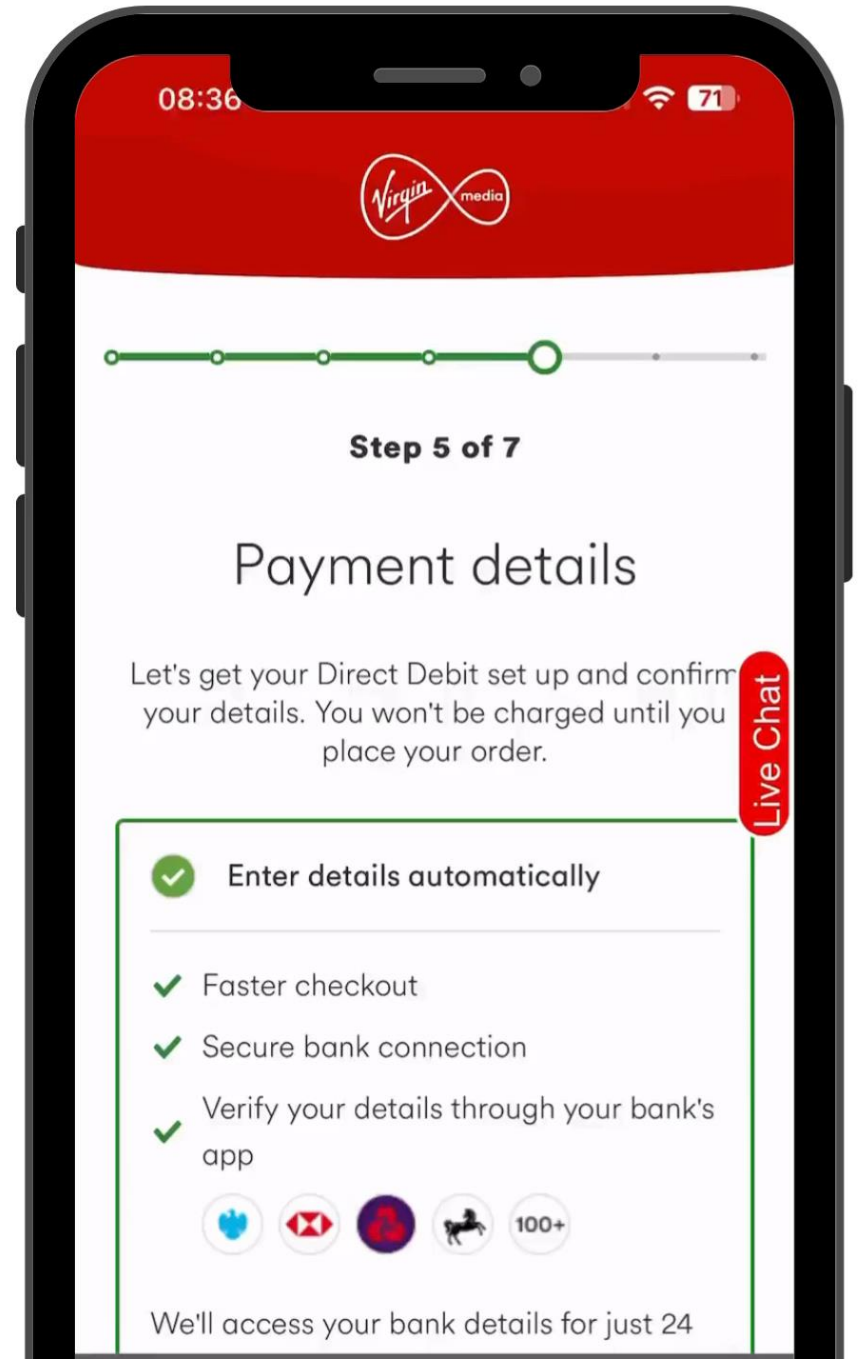 08:36
71
Virgin media
Step 5 of 7
Payment details
Let's get your Direct Debit set up and confirm
your details. You won't be charged until you
place your order.
Live Chat
Enter details automatically
Faster checkout
Secure bank connection
Verify your details through your bank's
app
100+
We'll access your bank details for just 24